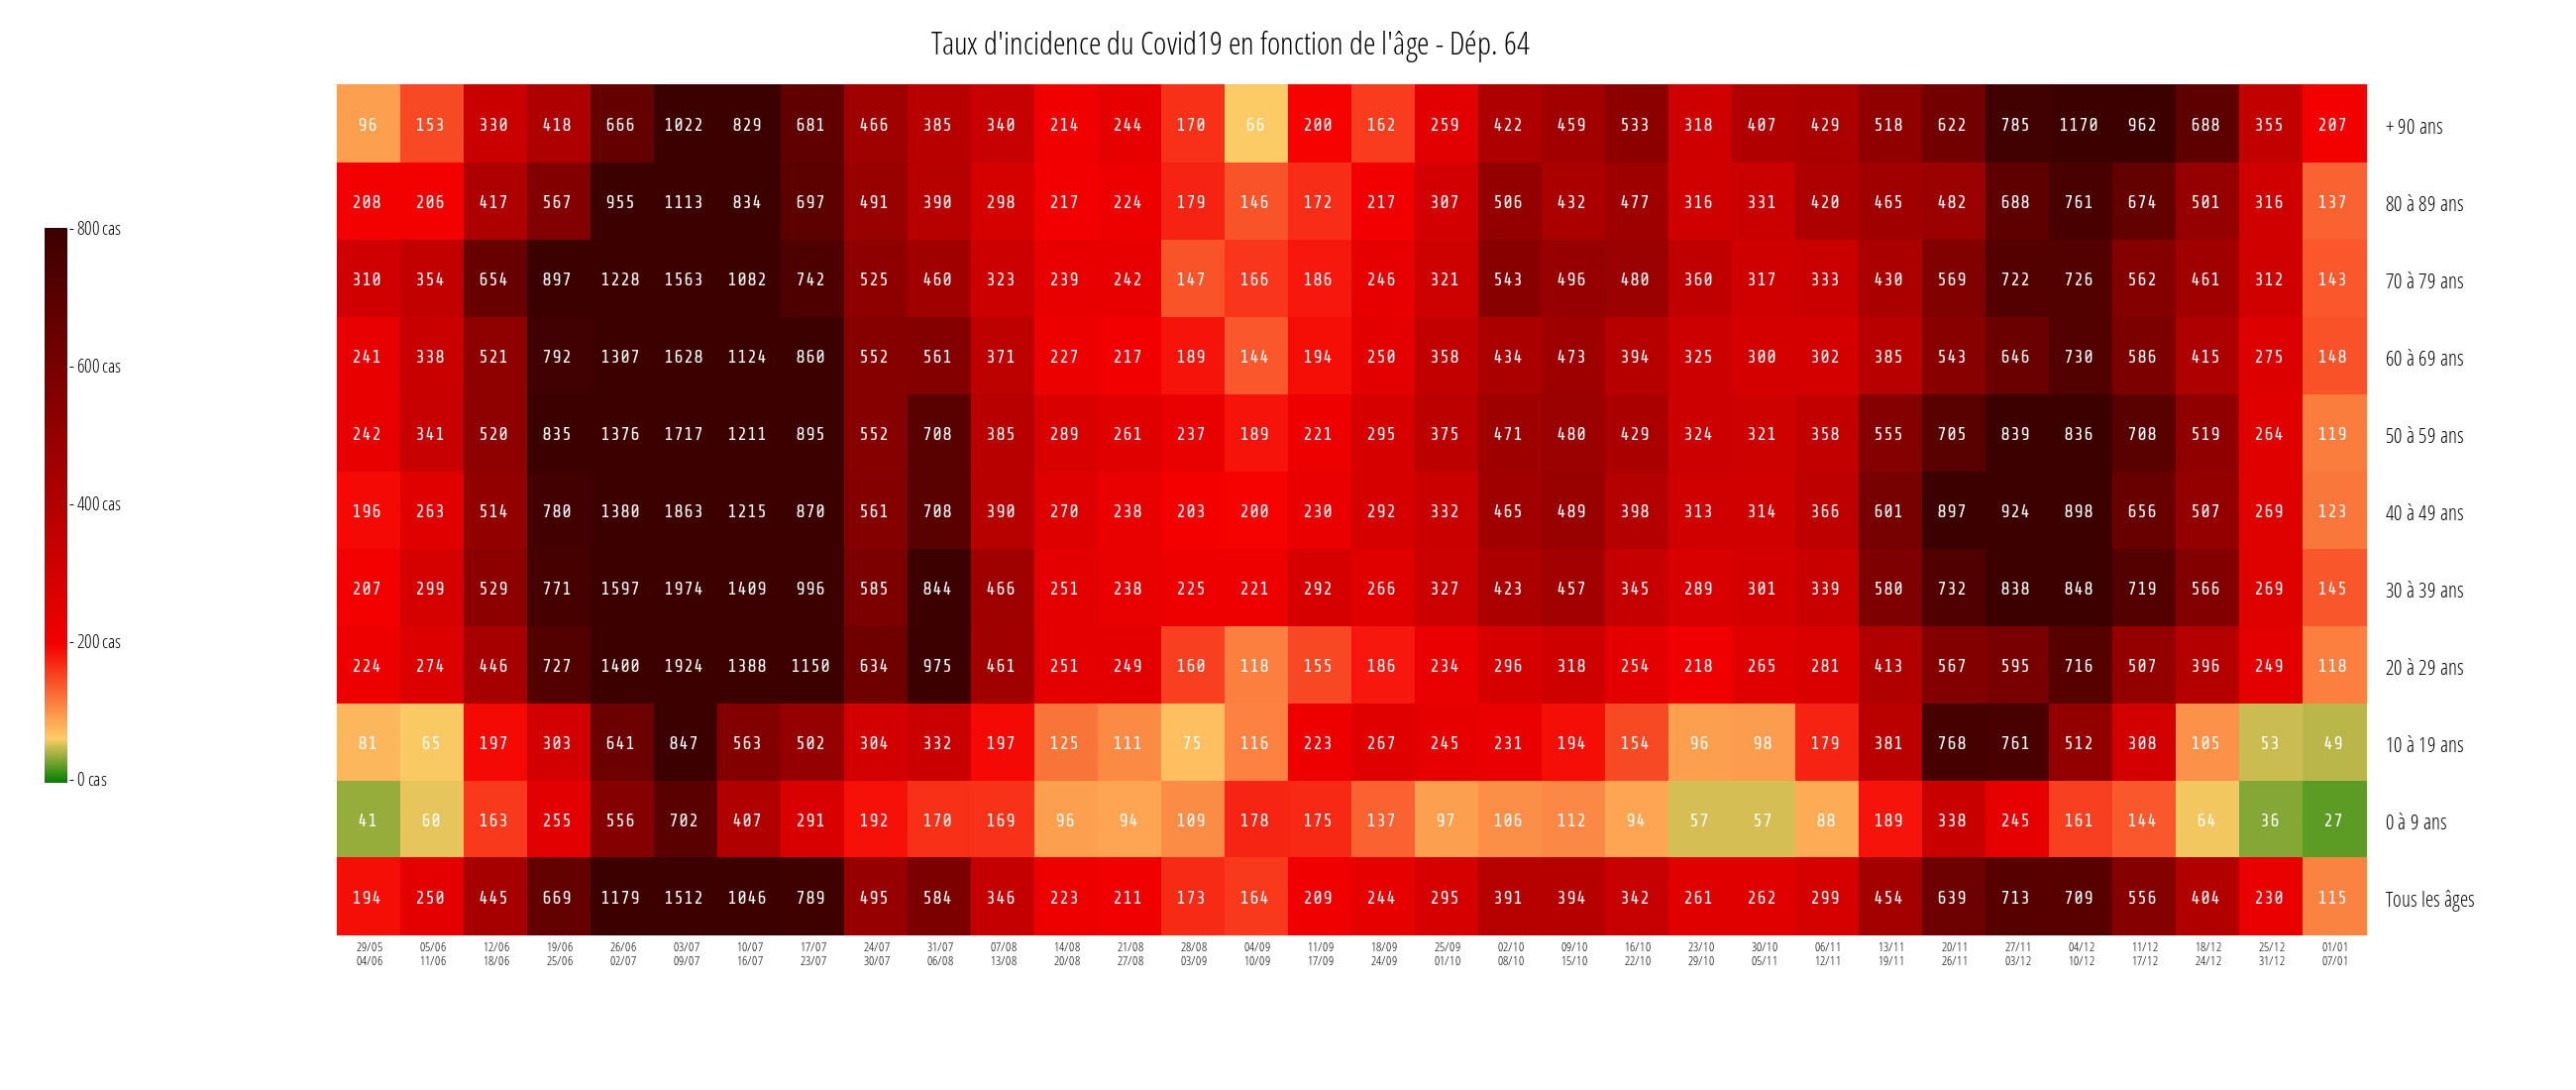 Taux d'incidence du Covid19 en fonction de l'âge - Dép. 64
- 800 cas
- 600 cas
- 400 cas
- 200 cas
- 0 cas
96 153 330 418 666 1022 829 681 466 385 340 214 244 170 66 200 162 259 422 459 533 318 407 429 518 622 785 1170 962 688 355 207 + 90 ans
208 206 417 567 955 1113 834 697 491 390 298 217 224 179 146 172 217 307 506 432 477 316 331 420 465 482 688 761 674 501 316 137 80 à 89 ans
310 354 654 897 1228 1563 1082 742 525 460 323 239 242 147 166 186 246 321 543 496 480 360 317 333 430 569 722 726 562 461 312 143 70 à 79 ans
241 338 521 792 1307 1628 1124 860 552 561 371 227 217 189 144 194 250 358 434 473 394 325 300 302 385 543 646 730 586 415 275 148 60 à 69 ans
242 341 520 835 1376 1717 1211 895 552 708 385 289 261 237 189 221 295 375 471 480 429 324 321 358 555 705 839 836 708 519 264 119 50 à 59 ans
196 263 514 780 1380 1863 1215 870 561 708 390 270 238 203 200 230 292 332 465 489 398 313 314 366 601 897 924 898 656 507 269 123 40 à 49 ans
207 299 529 771 1597 1974 1409 996 585 844 466 251 238 225 221 292 266 327 423 457 345 289 301 339 580 732 838 848 719 566 269 145 30 à 39 ans
224 274 446 727 1400 1924 1388 1150 634 975 461 251 249 160 118 155 186 234 296 318 254 218 265 281 413 567 595 716 507 396 249 118 20 à 29 ans
81 65 197 303 641 847 563 502 304 332 197 125 111 75 116 223 267 245 231 194 154 96 98 179 381 768 761 512 308 105 53 49 10 à 19 ans
41 60 163 255 556 702 407 291 192 170 169 96 94 109 178 175 137 97 106 112 94 57 57 88 189 338 245 161 144 64 36 27 0 à 9 ans
194 250 445 669 1179 1512 1046 789 495 584 346 223 211 173 164 209 244 295 391 394 342 261 262 299 454 639 713 709 556 404 230 115 Tous les âges
29/05 05/06 12/06 19/06 26/06 03/07 10/07 17/07 24/07 31/07 07/08 14/08 21/08 28/08 04/09 11/09 18/09 25/09 02/10 09/10 16/10 23/10 30/10 06/11 13/11 20/11 27/11 04/12 11/12 18/12 25/12 01/01
04/06 11/06 18/06 25/06 02/07 09/07 16/07 23/07 30/07 06/08 13/08 20/08 27/08 03/09 10/09 17/09 24/09 01/10 08/10 15/10 22/10 29/10 05/11 12/11 19/11 26/11 03/12 10/12 17/12 24/12 31/12 07/01